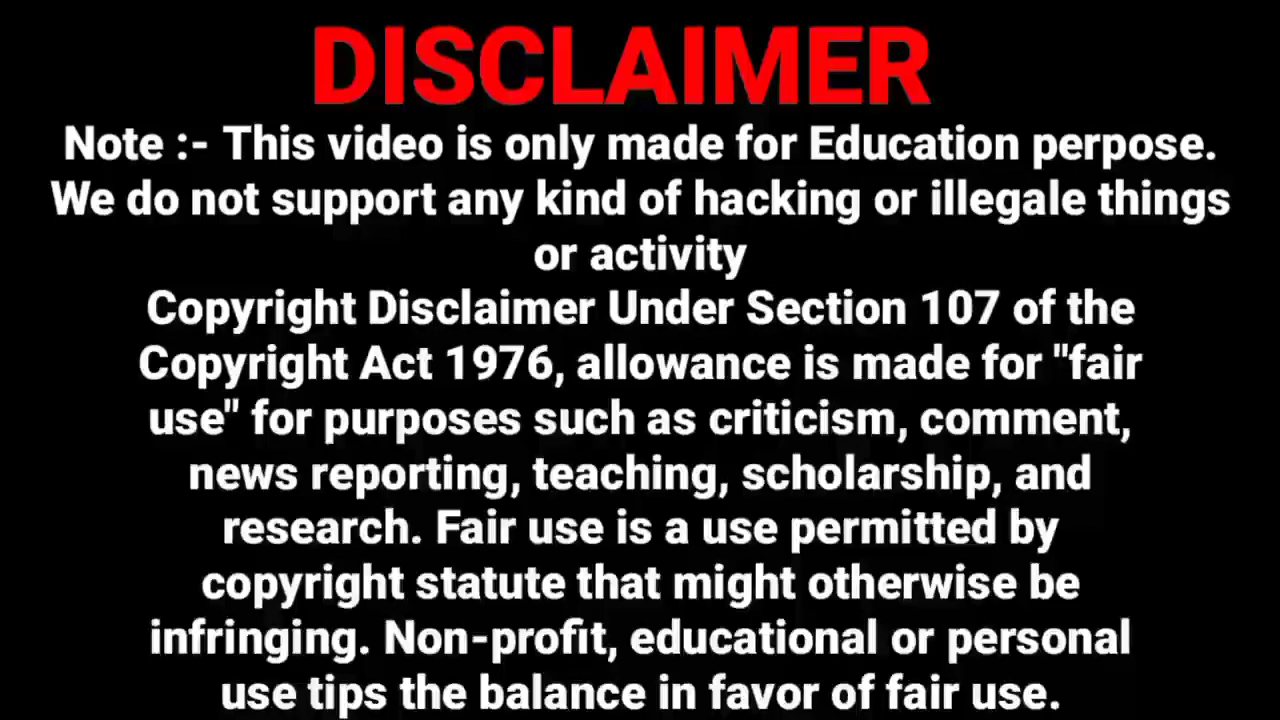 DISCLAIMER
Note :- This video is only made for Education perpose.
We do not support any kind of hacking or illegale things
or activity
Copyright Disclaimer Under Section 107 of the
Copyright Act 1976, allowance is made for "fair
use" for purposes such as criticism, comment,
news reporting, teaching, scholarship, and
research. Fair use is a use permitted by
copyright statute that might otherwise be
infringing. Non-profit, educational or personal
use tips the balance in favor of fair use.